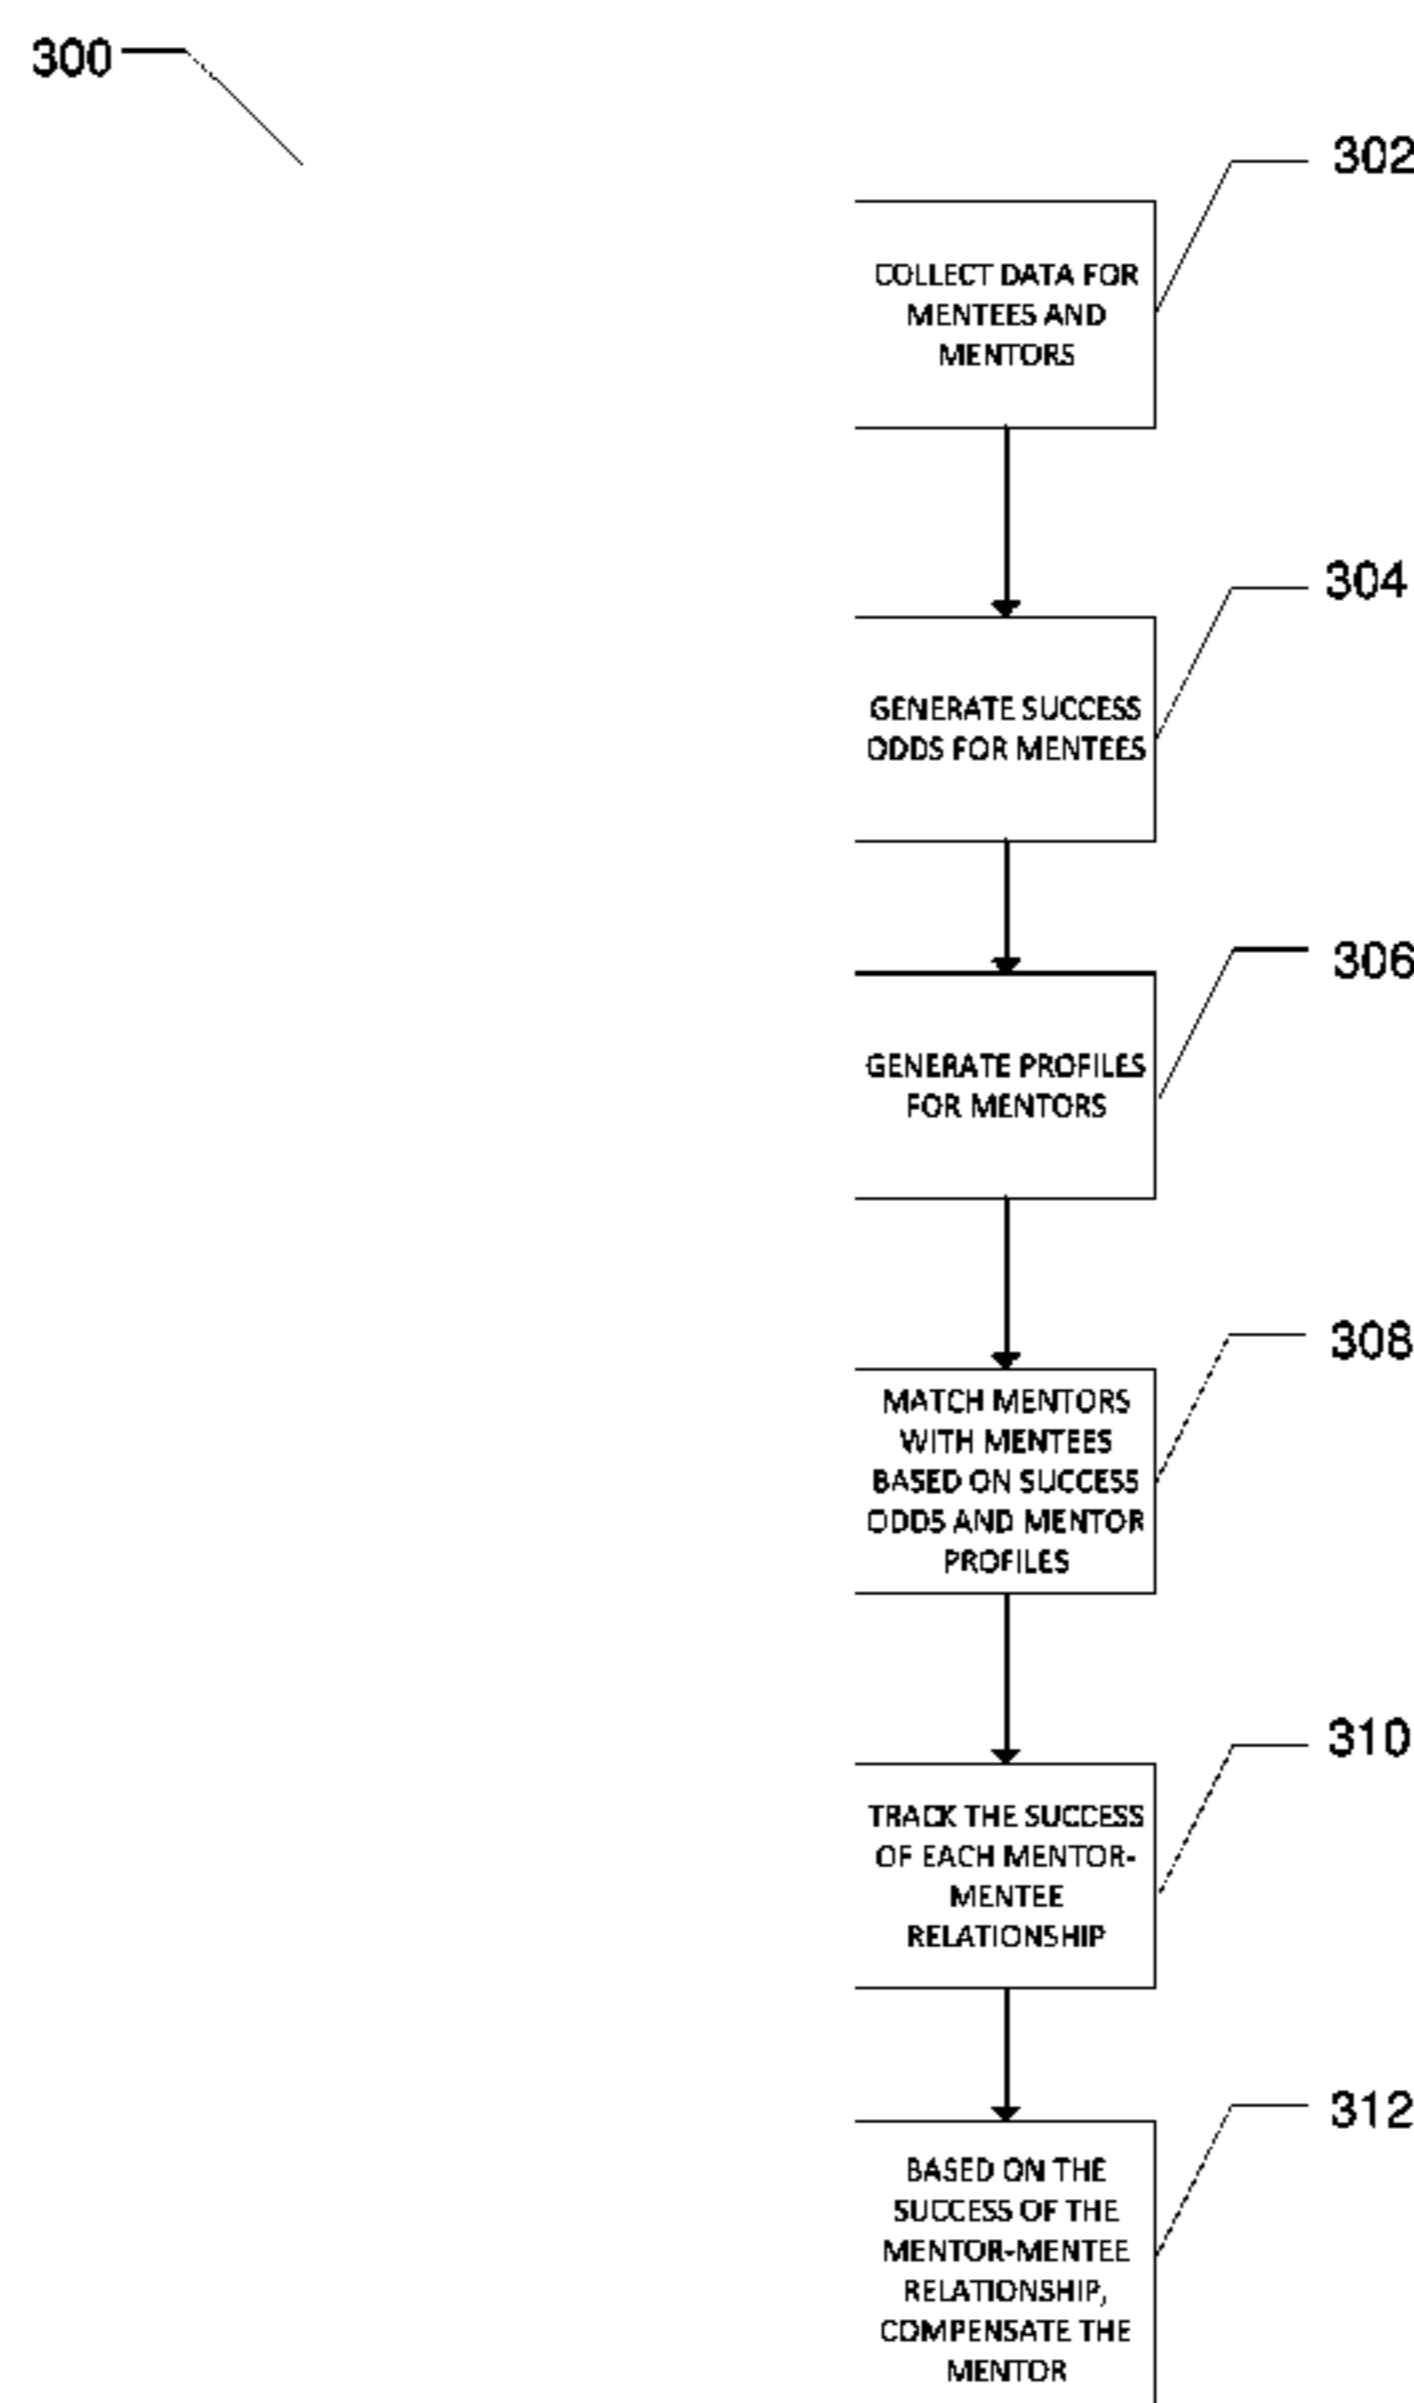 300
302
COLLECT DATA FOR
MENTEES AND
MENTORS
304
GENERATE SUCCESS
ODDS FOR MENTEES
306
GENERATE PROFILES
FOR MENTORS
308
MATCH MENTORS
WITH MENTEES
BASED ON SUCCESS
ODDS AND MENTOR
PROFILES
310
TRACK THE SUCCESS
OF EACH MENTOR-
MENTEE
RELATIONSHIP
312
BASED ON THE
SUCCESS OF THE
MENTOR-MENTEE
RELATIONSHIP,
COMPENSATE THE
MENTOR